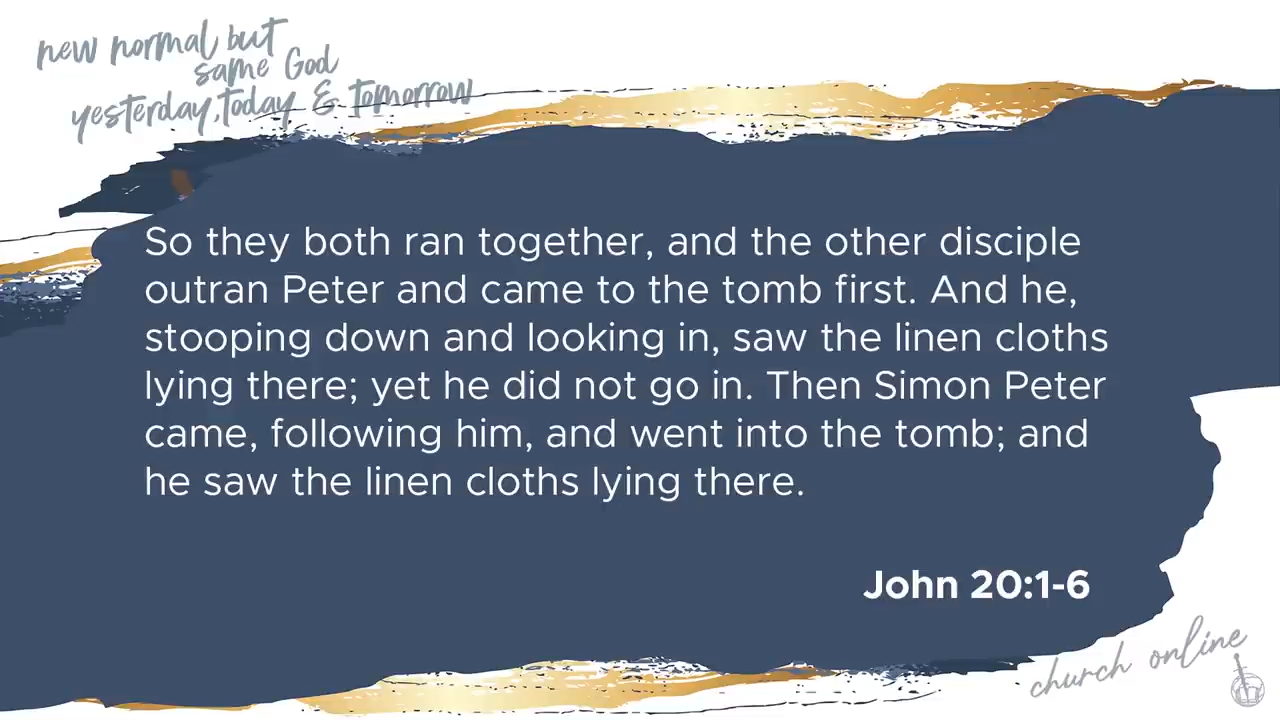 new normal but
same God
yesterday, today & tomorrow
So they both ran together, and the other disciple
outran Peter and came to the tomb first. And he,
stooping down and looking in, saw the linen cloths
lying there; yet he did not go in. Then Simon Peter
came, following him, and went into the tomb; and
he saw the linen cloths lying there.
John 20:1-6
church online